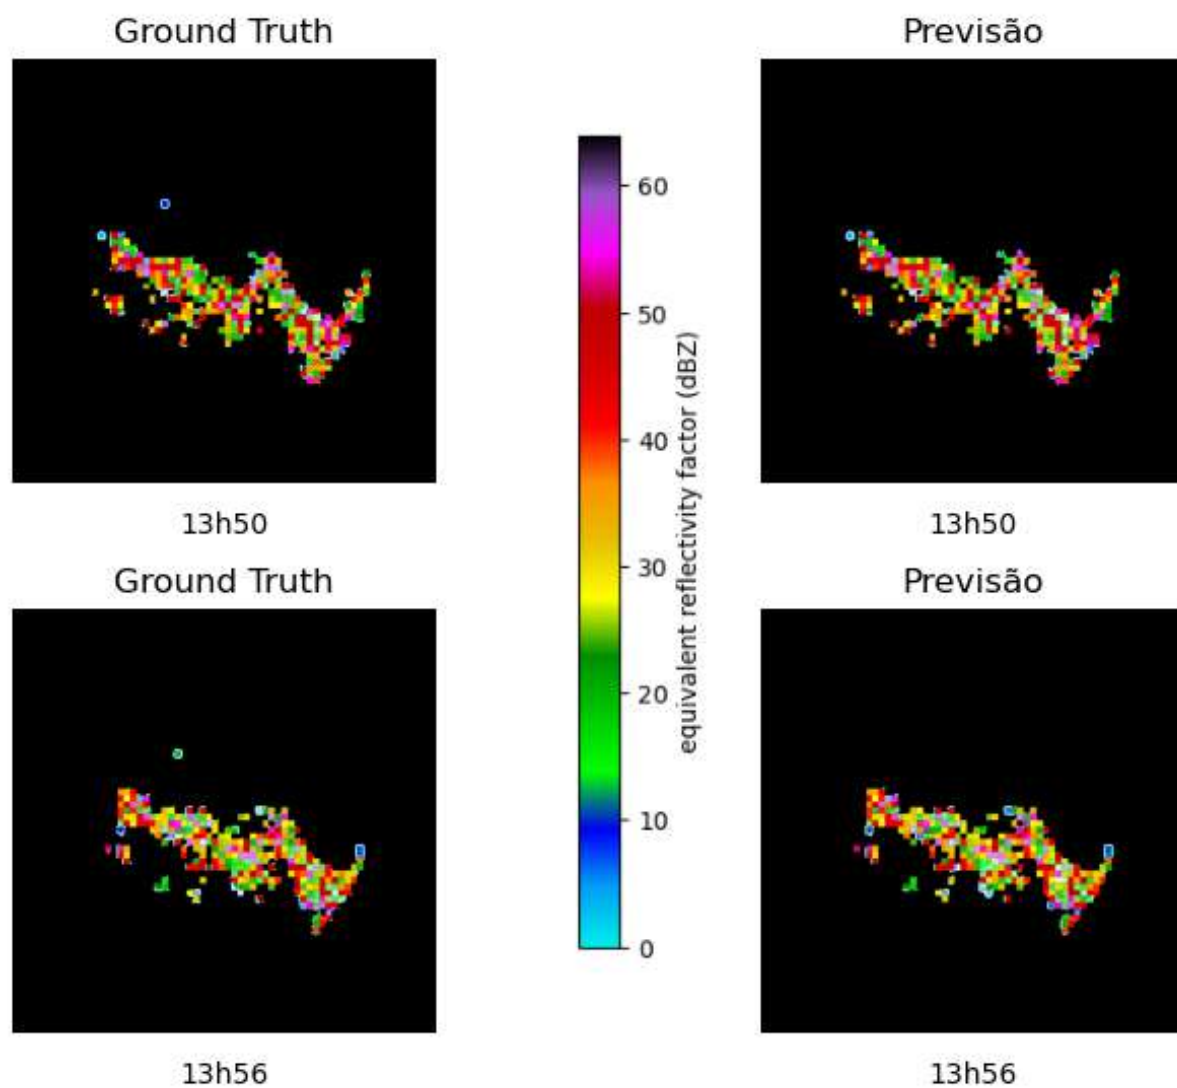 Ground Truth
Previsão
13h50
13h50
60
50
40
30
20
10
0
equivalent reflectivity factor (dBZ)
Ground Truth
Previsão
13h56
13h56